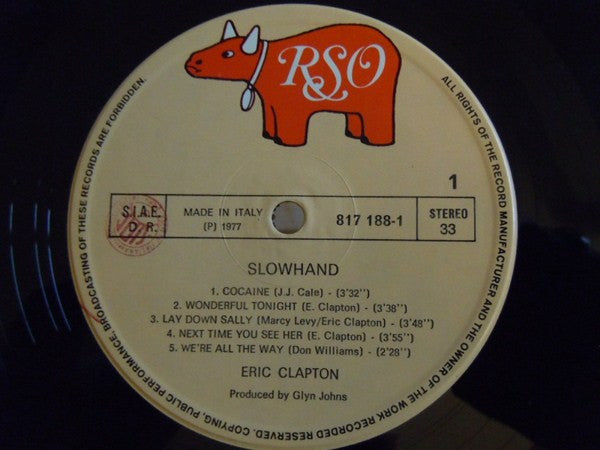 RSO
1
S.I.A.E.
D. R.
MADE IN ITALY
(P) 1977
817 188-1
STEREO
33
SLOWHAND
1. COCAINE (J.J. Cale) - (3'32'')
2. WONDERFUL TONIGHT (E. Clapton) - (3'38'')
3. LAY DOWN SALLY (Marcy Levy/Eric Clapton) - (3'48'')
4. NEXT TIME YOU SEE HER (E. Clapton) - (3'55'')
5. WE'RE ALL THE WAY (Don Williams) - (2'28'')
ERIC CLAPTON
Produced by Glyn Johns
ALL RIGHTS OF THE RECORD MANUFACTURER AND THE OWNER OF THE WORK RECORDED RESERVED. COPYING, PUBLIC PERFORMANCE, BROADCASTING OF THESE RECORDS ARE FORBIDDEN.